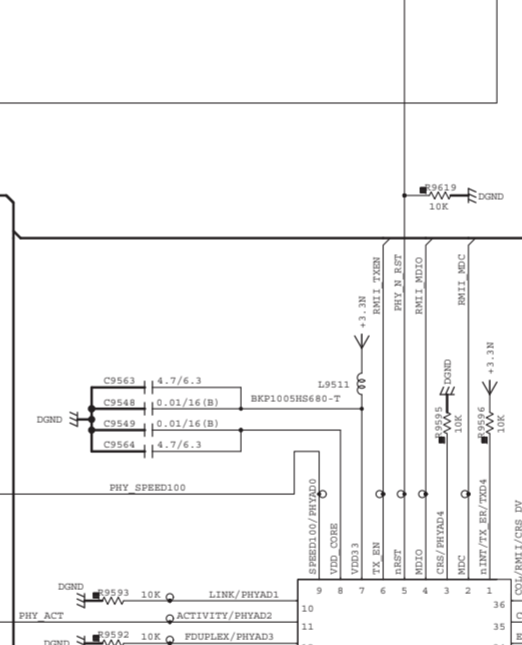 R9619
DGND
10K
RMII_TXEN
PHY_N_RST
RMII_MDIO
RMII_MDC
+3.3N
+3.3N
L9511
BKP1005HS680-T
DGND
C9563 4.7/6.3
C9548 0.01/16(B)
DGND
C9549 0.01/16(B)
C9564 4.7/6.3
R9595
10K
R9596
10K
PHY_SPEED100
SPEED100/PHYAD0
VDD_CORE
VDD33
TX_EN
nRST
MDIO
CRS/PHYAD4
MDC
nINT/TX_ER/TXD4
COL/RMII/CRS_DV
9 8 7 6 5 4 3 2 1
DGND
R9593 10K LINK/PHYAD1
10 36
PHY_ACT ACTIVITY/PHYAD2
11 35
DGND R9592 10K FDUPLEX/PHYAD3